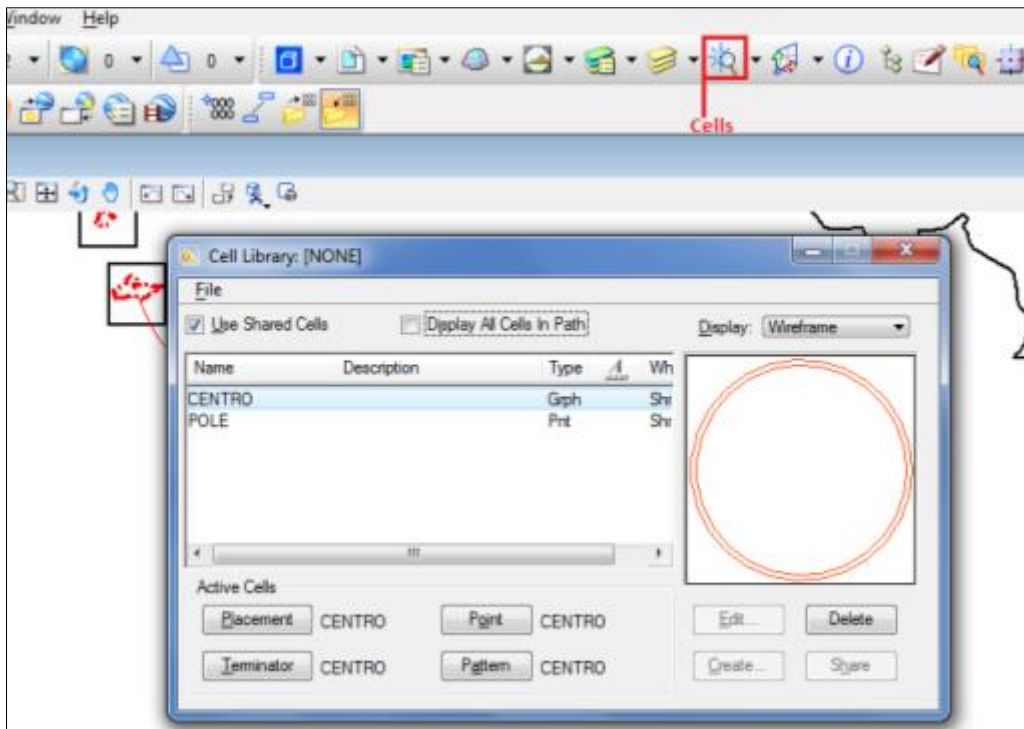 Window Help
0 0
Cells
Cell Library: [NONE]
File
Use Shared Cells Display All Cells In Path Display: Wireframe
Name Description Type Wh
CENTRO Grph Shr
POLE Pnt Shr
Active Cells
Placement CENTRO Point CENTRO Edit... Delete
Terminator CENTRO Pattern CENTRO Create... Share